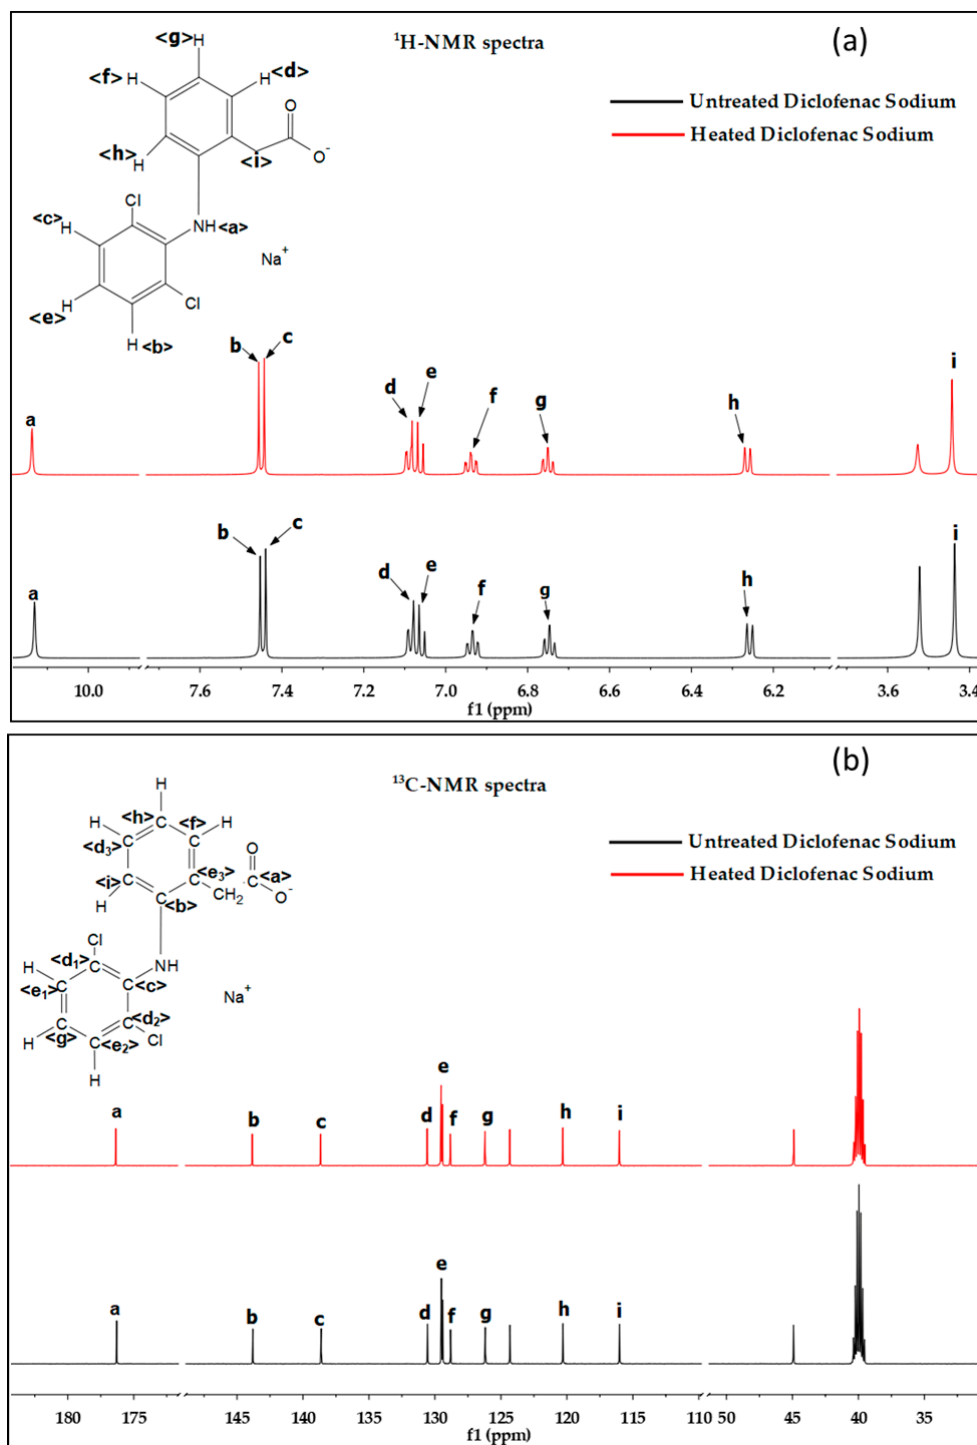 ¹H-NMR spectra
(a)
Untreated Diclofenac Sodium
Heated Diclofenac Sodium
<g> H
<f> H
H <d>
O
<h> H
<i>
O⁻
Cl
<c> H
NH <a>
Na⁺
Cl
H <e>
H <b>
a b c d e f g h i
a b c d e f g h i
10.0 7.6 7.4 7.2 7.0 6.8 6.6 6.4 6.2 3.6 3.4
f1 (ppm)
¹³C-NMR spectra
(b)
Untreated Diclofenac Sodium
Heated Diclofenac Sodium
H
<h> C <f> H
H C C O
<d₃> <e₃> C <a>
<i> C C CH₂ O⁻
H C <b>
Cl
<d₁> C NH
H C <c>
<e₁> C C <d₂>
Na⁺
C C <e₂> Cl
H <g>
H
a b c d e f g h i
a b c d e f g h i
180 175 145 140 135 130 125 120 115 110 50 45 40 35
f1 (ppm)